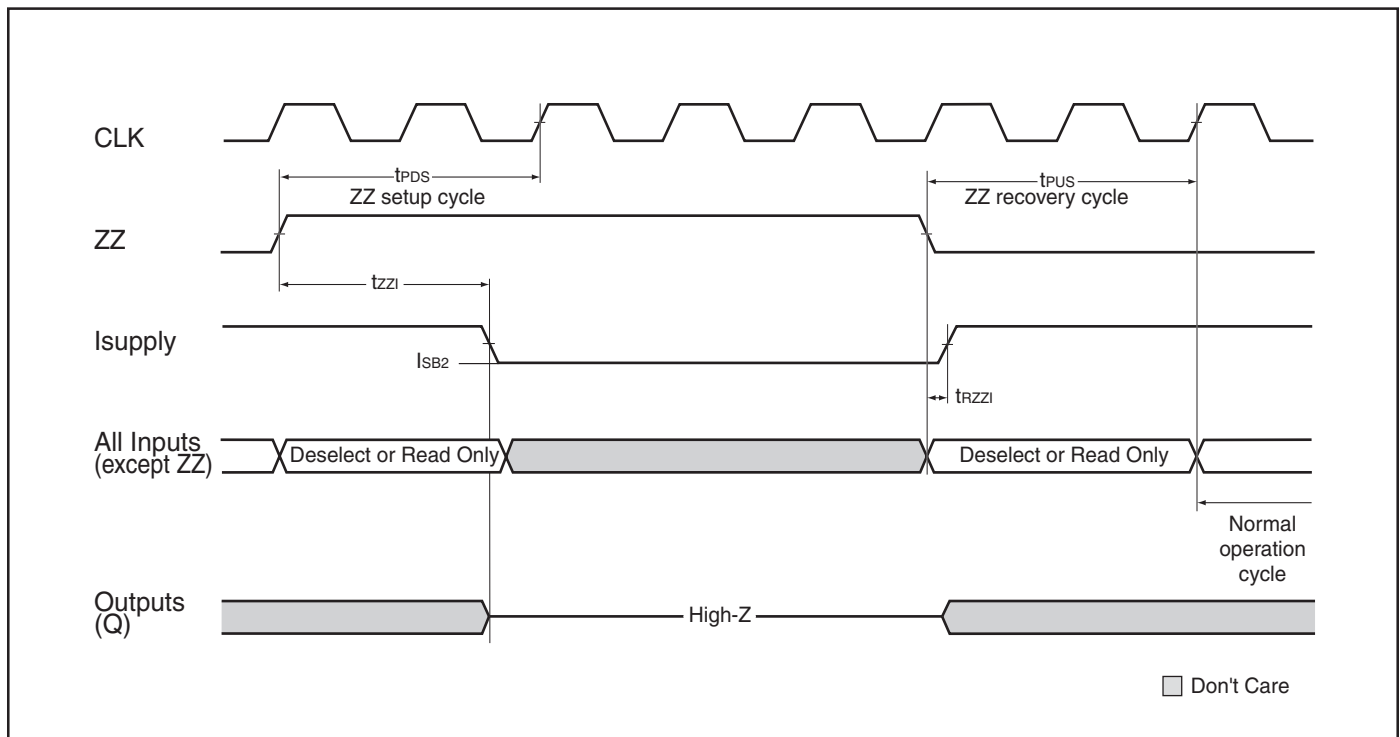 CLK
tPDS
ZZ setup cycle
tPUS
ZZ recovery cycle
ZZ
tZZI
Isupply
ISB2
tRZZI
All Inputs
(except ZZ)
Deselect or Read Only
Deselect or Read Only
Normal
operation
cycle
Outputs
(Q)
High-Z
Don't Care